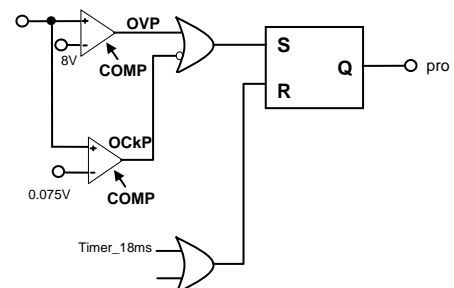 OVP
8V
COMP
S
Q
pro
R
OCkP
0.075V
COMP
Timer_18ms